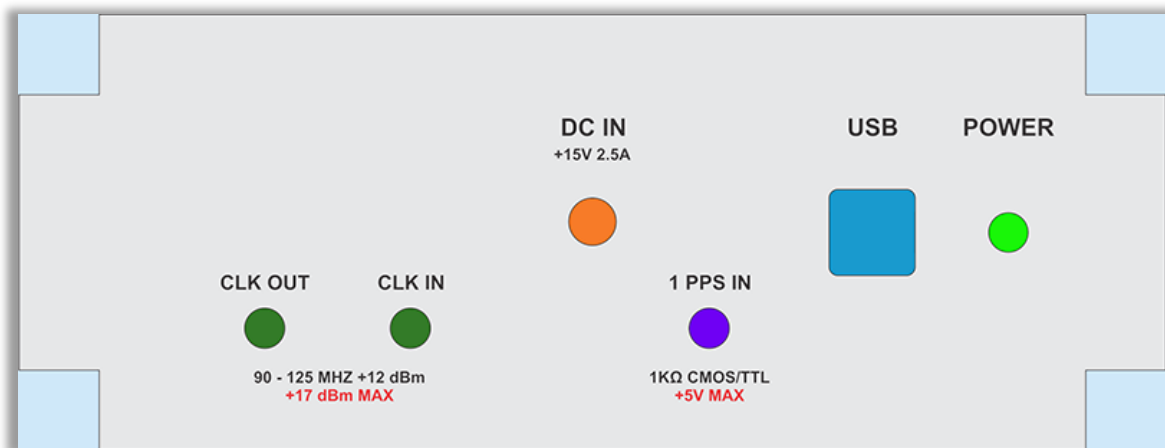 DC IN
+15V 2.5A
USB
POWER
CLK OUT
CLK IN
1 PPS IN
90 - 125 MHZ +12 dBm
+17 dBm MAX
1KΩ CMOS/TTL
+5V MAX